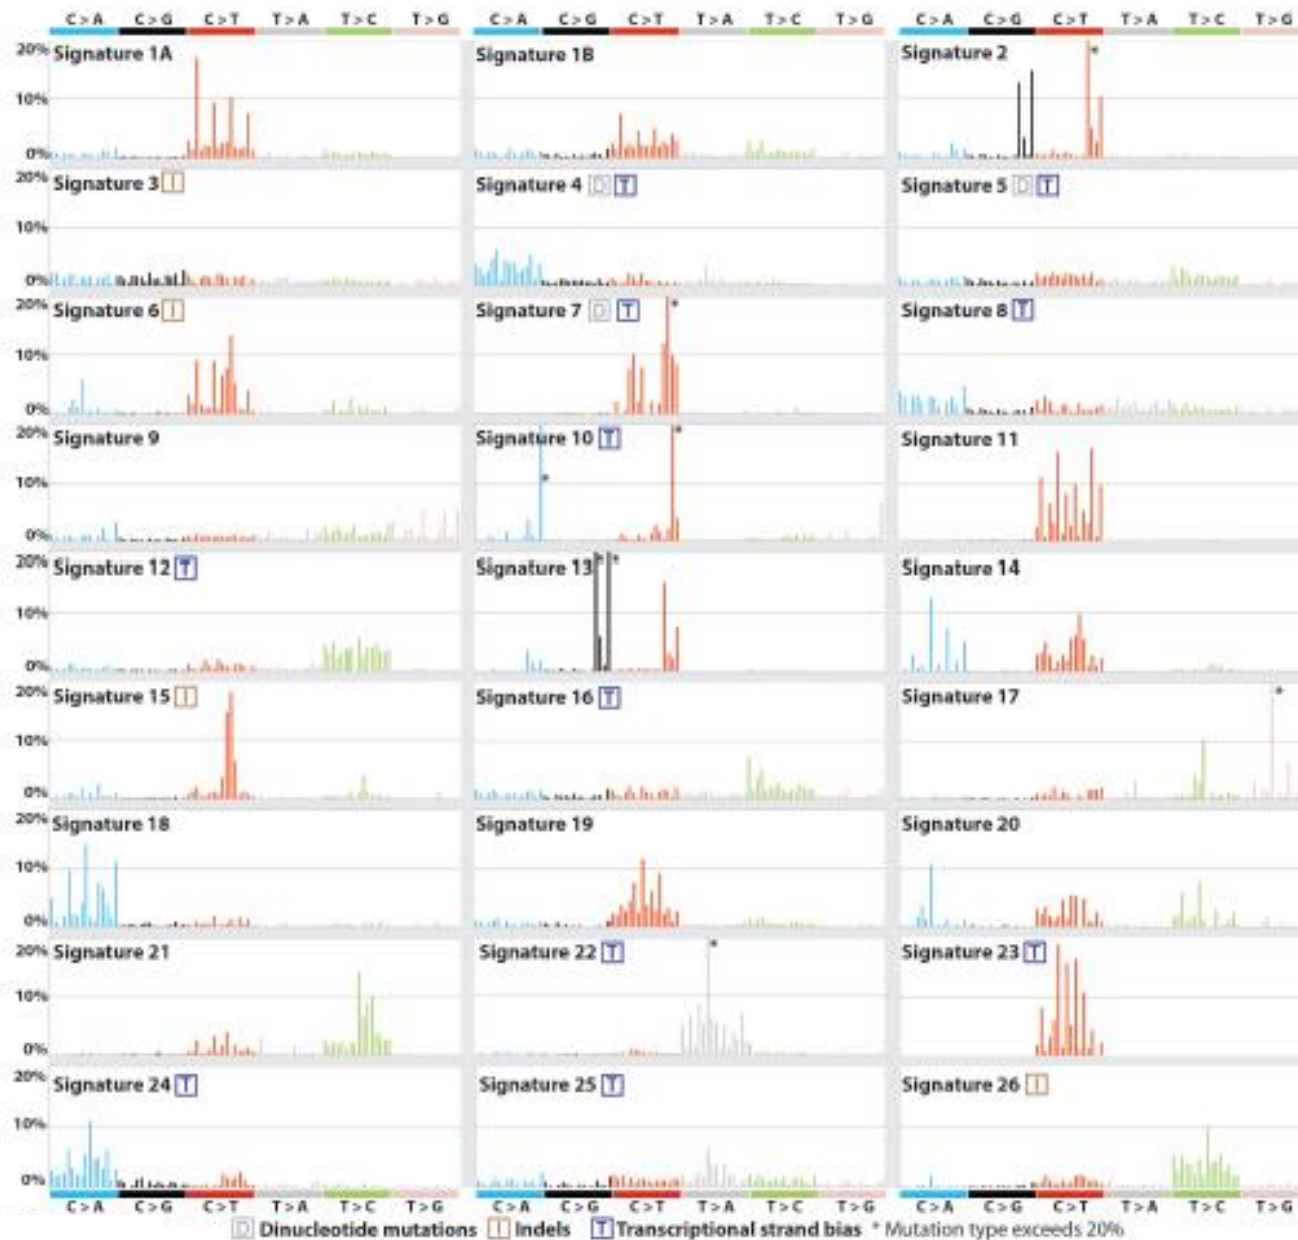 C > A C > G C > T T > A T > C T > G C > A C > G C > T T > A T > C T > G C > A C > G C > T T > A T > C T > G
20% Signature 1A Signature 1B Signature 2 *
10%
0%
20% Signature 3 I Signature 4 D T Signature 5 D T
10%
0%
20% Signature 6 I Signature 7 D T * Signature 8 T
10%
0%
20% Signature 9 Signature 10 T * Signature 11
10% *
0%
20% Signature 12 T Signature 13 * * Signature 14
10%
0%
20% Signature 15 I Signature 16 T Signature 17 *
10%
0%
20% Signature 18 Signature 19 Signature 20
10%
0%
20% Signature 21 Signature 22 T * Signature 23 T
10%
0%
20% Signature 24 T Signature 25 T Signature 26 I
10%
0%
C > A C > G C > T T > A T > C T > G C > A C > G C > T T > A T > C T > G C > A C > G C > T T > A T > C T > G
D Dinucleotide mutations I Indels T Transcriptional strand bias * Mutation type exceeds 20%